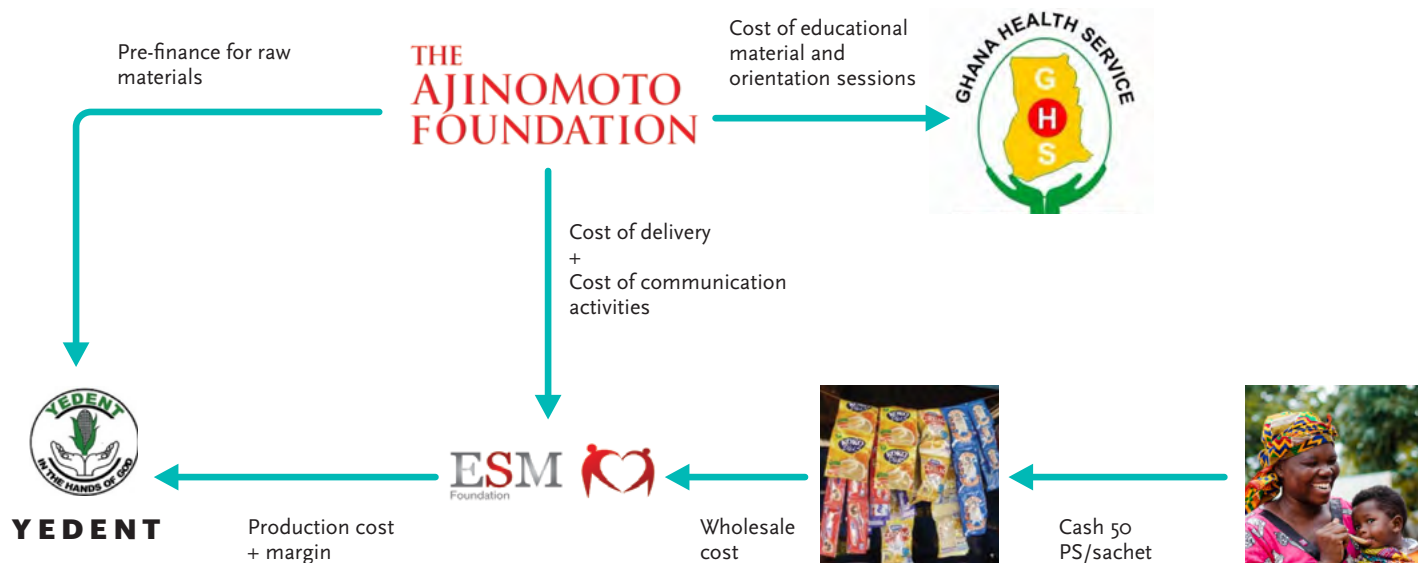 Pre-finance for raw
materials
THE
AJINOMOTO
FOUNDATION
Cost of educational
material and
orientation sessions
GHANA HEALTH SERVICE
G
H
S
Cost of delivery
+
Cost of communication
activities
YEDENT
IN THE HANDS OF GOD
YEDENT
Production cost
+ margin
ESM
Foundation
Wholesale
cost
Cash 50
PS/sachet